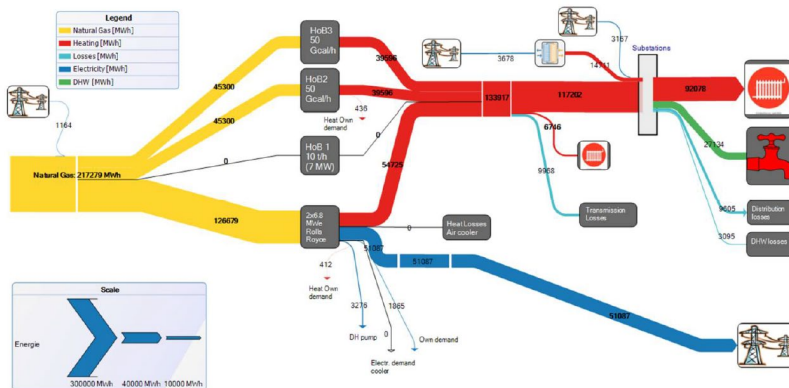 Legend
Natural Gas [MWh]
Heating [MWh]
Losses [MWh]
Electricity [MWh]
DHW [MWh]
1164
Natural Gas: 217279 MWh
45300
45300
0
126679
HoB3
50
Gcal/h
HoB2
50
Gcal/h
HoB 1
10 t/h
(7 MW)
2x6.8
MWe
Rolls
Royce
39596
39596
436
Heat Own
demand
0
54725
412
Heat Own
demand
3276
DH pump
0
Electr. demand
cooler
1865
Own demand
51087
0
Heat Losses
Air cooler
51087
51087
133917
6746
9968
Transmission
Losses
3678
14711
3167
117202
Substations
92078
27134
9605
Distribution
losses
3095
DHW losses
Scale
Energie
300000 MWh
40000 MWh
10000 MWh